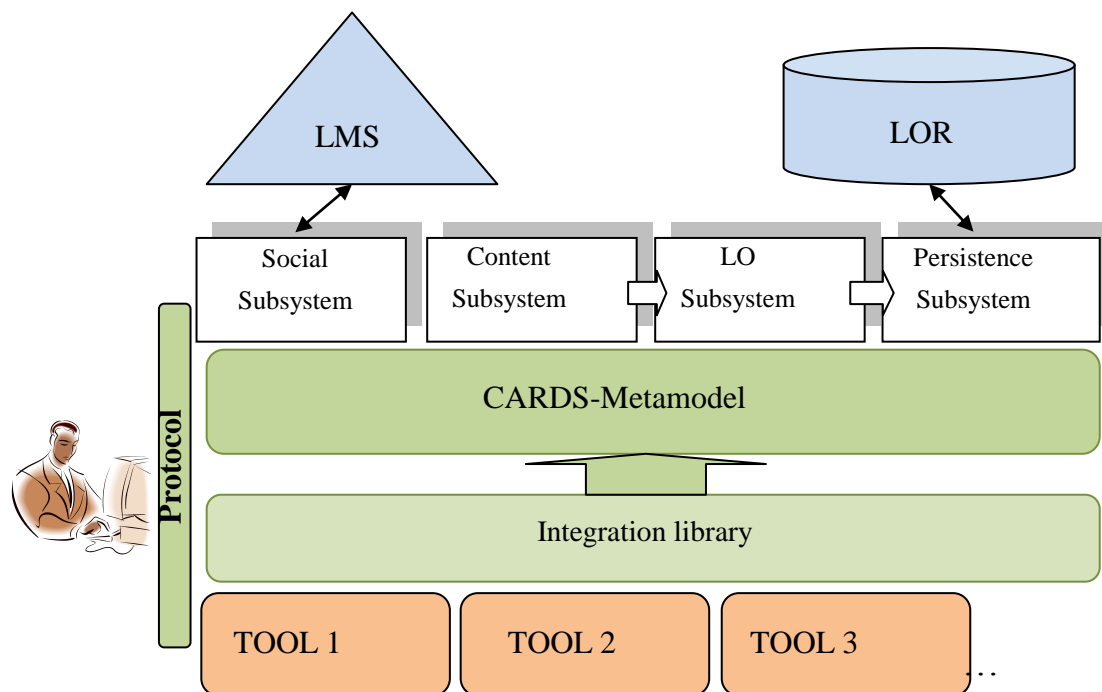 LMS
LOR
Social
Subsystem
Content
Subsystem
LO
Subsystem
Persistence
Subsystem
Protocol
CARDS-Metamodel
Integration library
TOOL 1
TOOL 2
TOOL 3
…